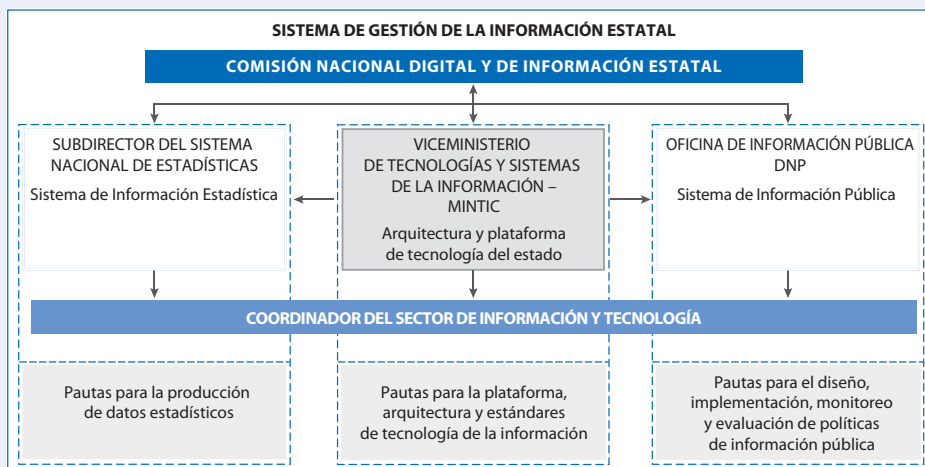 SISTEMA DE GESTIÓN DE LA INFORMACIÓN ESTATAL
COMISIÓN NACIONAL DIGITAL Y DE INFORMACIÓN ESTATAL
SUBDIRECTOR DEL SISTEMA
NACIONAL DE ESTADÍSTICAS
Sistema de Información Estadística
VICEMINISTERIO
DE TECNOLOGÍAS Y SISTEMAS
DE LA INFORMACIÓN –
MINTIC
Arquitectura y plataforma
de tecnología del estado
OFICINA DE INFORMACIÓN PÚBLICA
DNP
Sistema de Información Pública
COORDINADOR DEL SECTOR DE INFORMACIÓN Y TECNOLOGÍA
Pautas para la producción
de datos estadísticos
Pautas para la plataforma,
arquitectura y estándares
de tecnología de la información
Pautas para el diseño,
implementación, monitoreo
y evaluación de políticas
de información pública